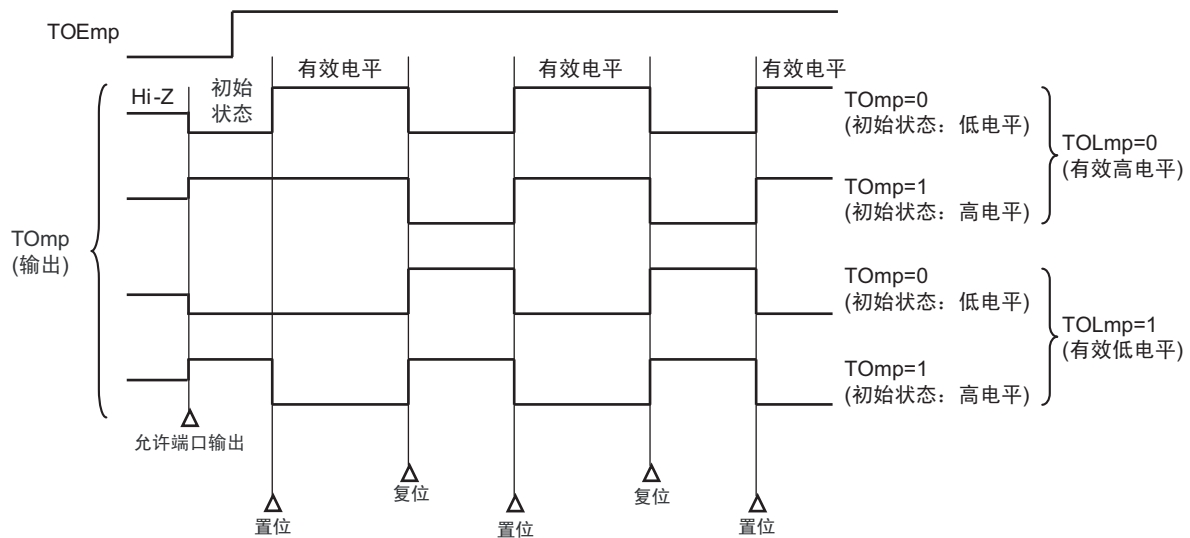 TOEmp
有效电平
有效电平
有效电平
Hi-Z
初始
状态
TOmp=0
(初始状态：低电平)
TOLmp=0
(有效高电平)
TOmp=1
(初始状态：高电平)
TOmp
(输出)
TOmp=0
(初始状态：低电平)
TOLmp=1
(有效低电平)
TOmp=1
(初始状态：高电平)
允许端口输出
复位
复位
置位
置位
置位